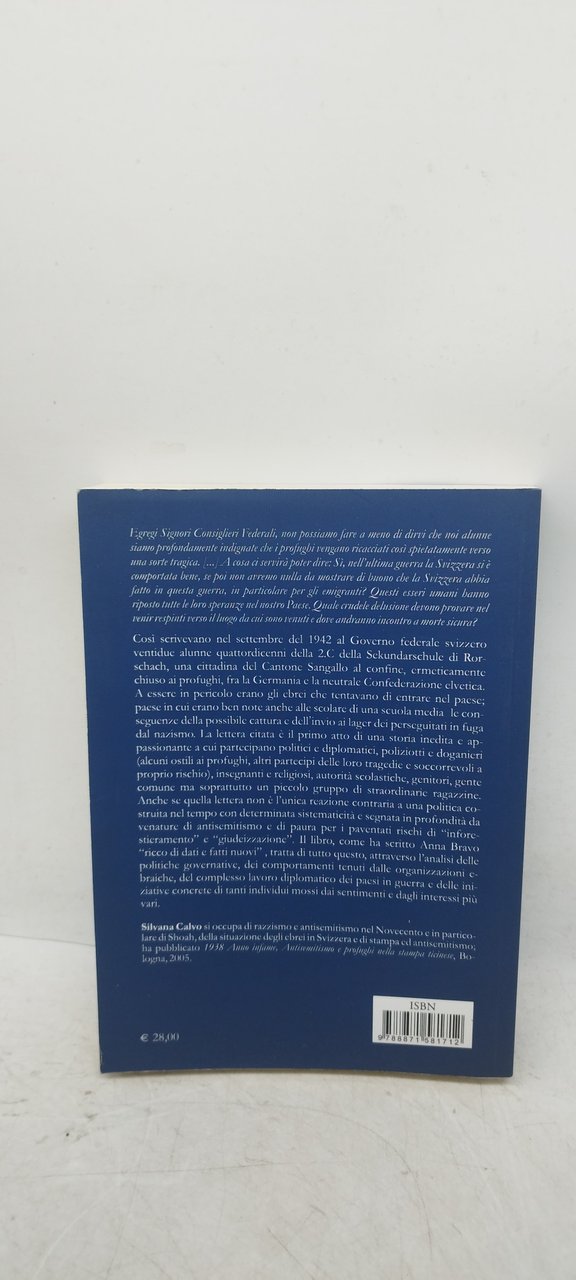 Egregi Signori Consiglieri Federali, non possiamo fare a meno di dirvi che noi alunne
siamo profondamente indignate che i profughi vengano ricacciati così spietatamente verso
una sorte tragica. [...] A cosa ci servirà poter dire: Sì, nell'ultima guerra la Svizzera si è
comportata bene, se poi non avremo nulla da mostrare di buono che la Svizzera abbia
fatto in questa guerra, in particolare per gli emigranti? Questi esseri umani hanno
riposto tutte le loro speranze nel nostro Paese. Quale crudele delusione devono provare nel
venir respinti verso il luogo da cui sono venuti e dove andranno incontro a morte sicura?
Così scrivevano nel settembre del 1942 al Governo federale svizzero
ventidue alunne quattordicenni della 2.C della Sekundarschule di Ror-
schach, una cittadina del Cantone Sangallo al confine, ermeticamente
chiuso ai profughi, fra la Germania e la neutrale Confederazione elvetica.
A essere in pericolo erano gli ebrei che tentavano di entrare nel paese;
paese in cui erano ben note anche alle scolare di una scuola media le con-
seguenze della possibile cattura e dell'invio ai lager dei perseguitati in fuga
dal nazismo. La lettera citata è il primo atto di una storia inedita e ap-
passionante a cui partecipano politici e diplomatici, poliziotti e doganieri
(alcuni ostili ai profughi, altri partecipi delle loro tragedie e soccorrevoli a
proprio rischio), insegnanti e religiosi, autorità scolastiche, genitori, gente
comune ma soprattutto un piccolo gruppo di straordinarie ragazzine.
Anche se quella lettera non è l'unica reazione contraria a una politica co-
struita nel tempo con determinata sistematicità e segnata in profondità da
venature di antisemitismo e di paura per i paventati rischi di "infore-
stieramento" e "giudeizzazione". Il libro, come ha scritto Anna Bravo
"ricco di dati e fatti nuovi", tratta di tutto questo, attraverso l'analisi delle
politiche governative, dei comportamenti tenuti dalle organizzazioni e-
braiche, del complesso lavoro diplomatico dei paesi in guerra e delle ini-
ziative concrete di tanti individui mossi dai sentimenti e dagli interessi più
vari.
Silvana Calvo si occupa di razzismo e antisemitismo nel Novecento e in partico-
lare di Shoah, della situazione degli ebrei in Svizzera e di stampa ed antisemitismo;
ha pubblicato 1938 Anno infame, Antisemitismo e profughi nella stampa ticinese, Bo-
logna, 2005.
ISBN
9 788871 581712
€ 28,00